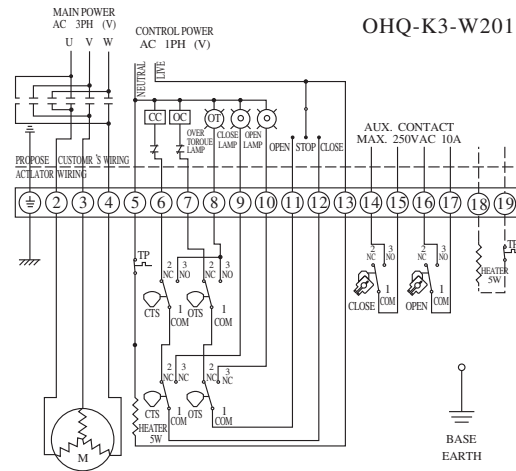 MAIN POWER
AC 3PH (V)
U V W
CONTROL POWER
AC 1PH (V)
OHQ-K3-W201
NEUTRAL
LIVE
CC OC OT
OVER TORQUE LAMP
CLOSE LAMP
OPEN LAMP
OPEN STOP CLOSE
AUX. CONTACT
MAX. 250VAC 10A
PROPOSE CUSTOMR 'S WIRING
ACTLATOR WIRING
2 3 4 5 6 7 8 9 10 11 12 13 14 15 16 17 18 19
TP
2 NC 3 NO 2 NC 3 NO
2 NC 3 NO 2 NC 3 NO
HEATER 5W
TP
CTS 1 COM OTS 1 COM
CLOSE 1 COM OPEN 1 COM
2 NC 3 NC 2 NC 3 NC
CTS 1 COM OTS 1 COM
HEATER 5W
M
BASE
EARTH